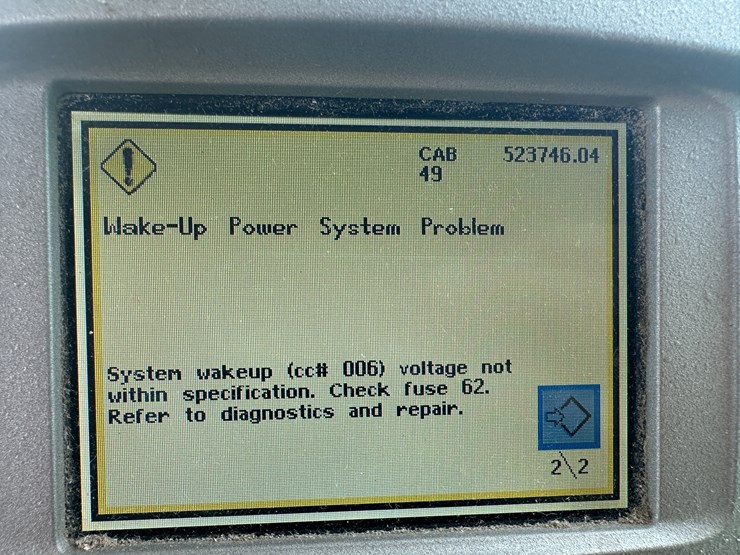 CAB 523746.04
49
Wake-Up Power System Problem
System wakeup (cc# 006) voltage not
within specification. Check fuse 62.
Refer to diagnostics and repair.
2\2